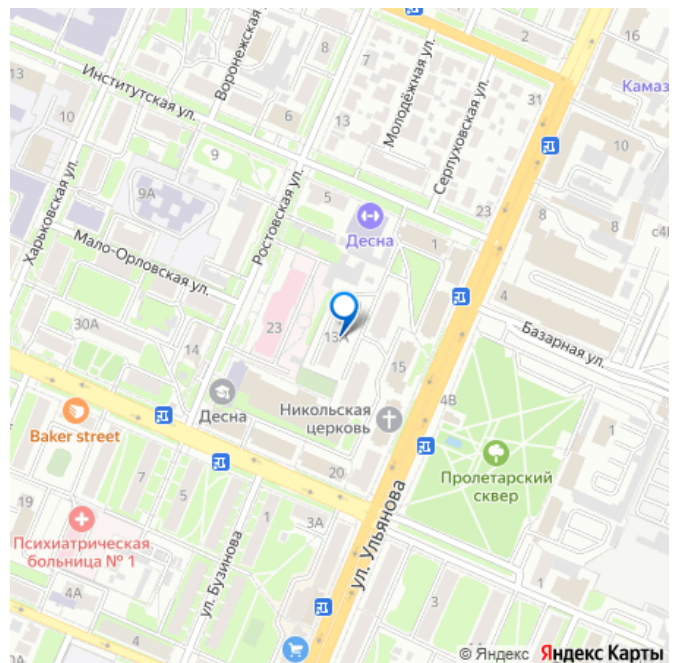 16
Воронежская
8
7
Молодёжная ул.
Камаз
13
Институтская ул.
Серпуховская ул.
31
10
6
13
10
9
9А
5
23
Харьковская ул.
Ростовская ул.
Десна
1
8
8
Мало-Орловская ул.
4
30А
23
13А
Базарная ул.
14
15
Десна
Никольская
церковь
4В
1
Baker street
20
Пролетарский
сквер
19
7
5
1
3А
ул. Ульянова
Психиатрическая
больница № 1
ул. Бузинова
1
4А
3
4
© Яндекс Яндекс Карты